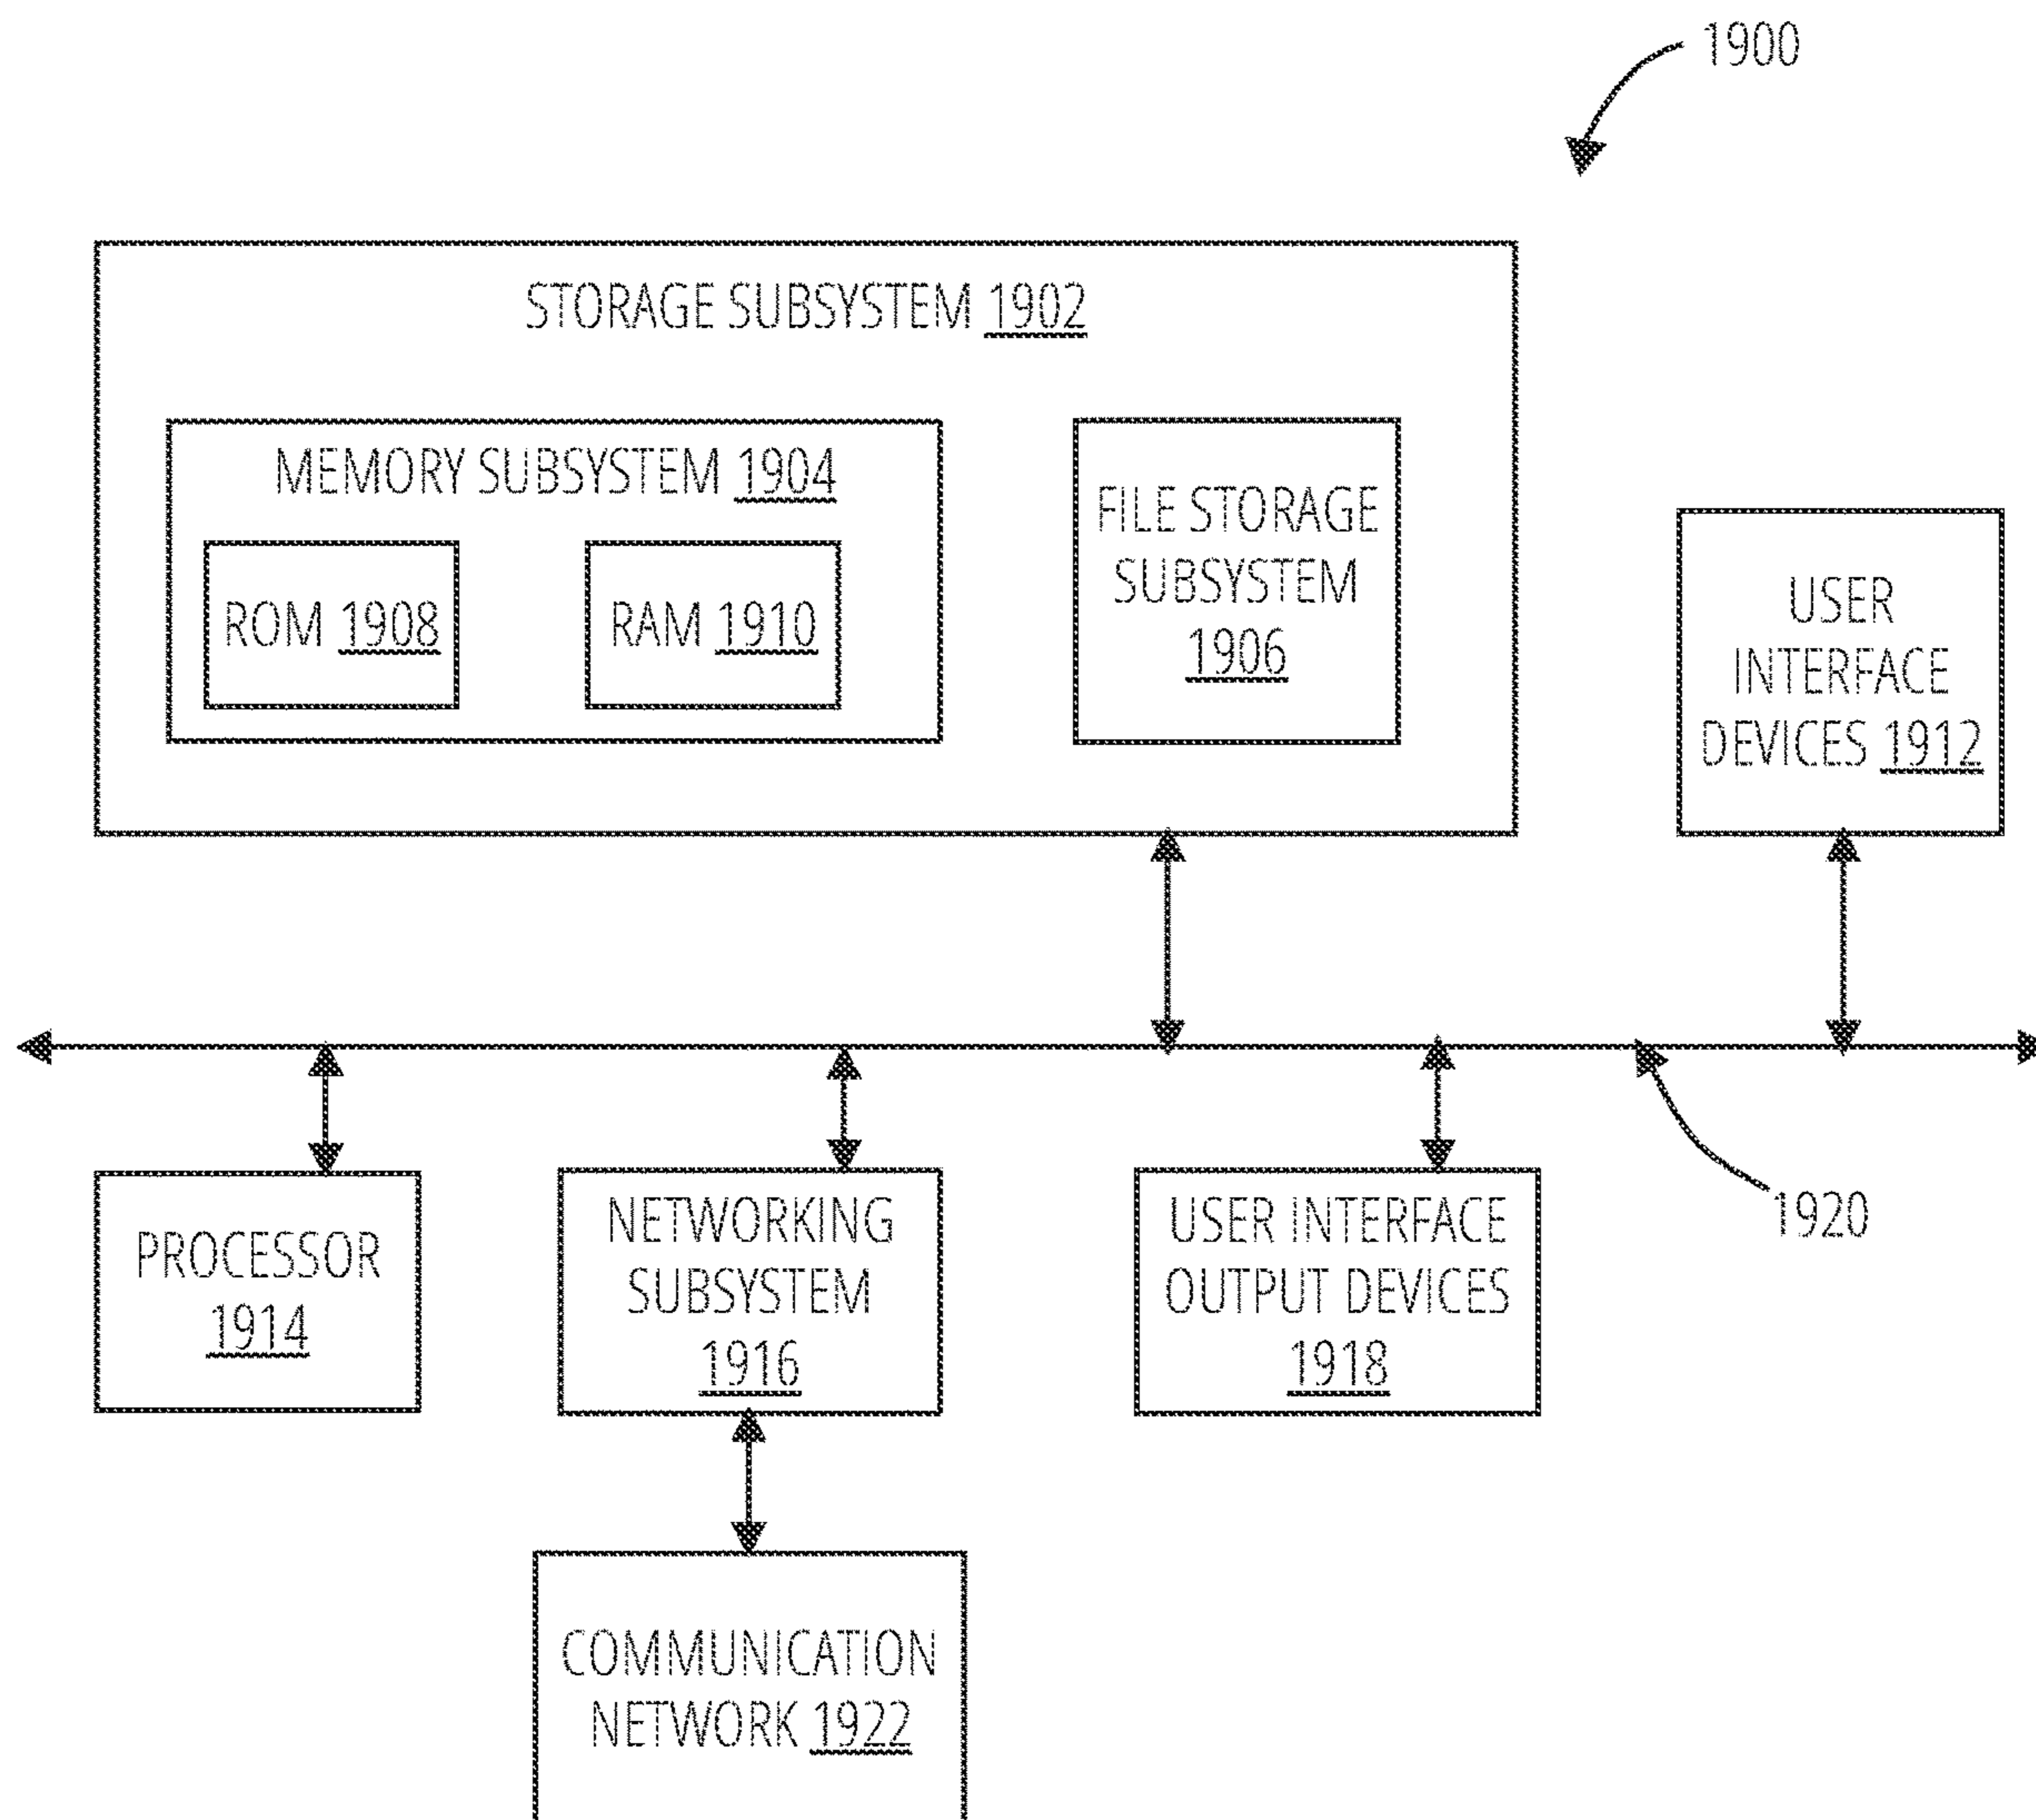 1900
STORAGE SUBSYSTEM 1902
MEMORY SUBSYSTEM 1904
ROM 1908
RAM 1910
FILE STORAGE
SUBSYSTEM
1906
USER
INTERFACE
DEVICES 1912
PROCESSOR
1914
NETWORKING
SUBSYSTEM
1916
USER INTERFACE
OUTPUT DEVICES
1918
1920
COMMUNICATION
NETWORK 1922